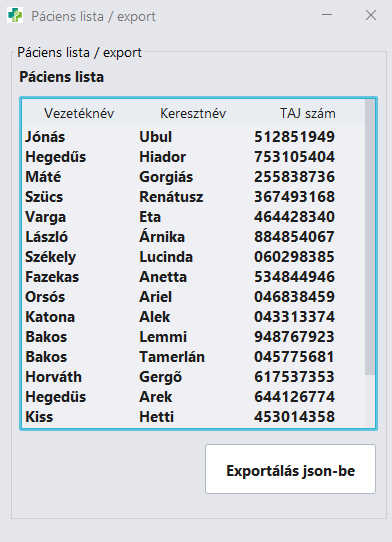 Páciens lista / export
Páciens lista / export
Páciens lista
Vezetéknév Keresztnév TAJ szám
Jónás Ubul 512851949
Hegedűs Hiador 753105404
Máté Gorgiás 255838736
Szücs Renátusz 367493168
Varga Eta 464428340
László Árnika 884854067
Székely Lucinda 060298385
Fazekas Anetta 534844946
Orsós Ariel 046838459
Katona Alek 043313374
Bakos Lemmi 948767923
Bakos Tamerlán 045775681
Horváth Gergő 617537353
Hegedüs Arek 644126774
Kiss Hetti 453014358
Exportálás json-be